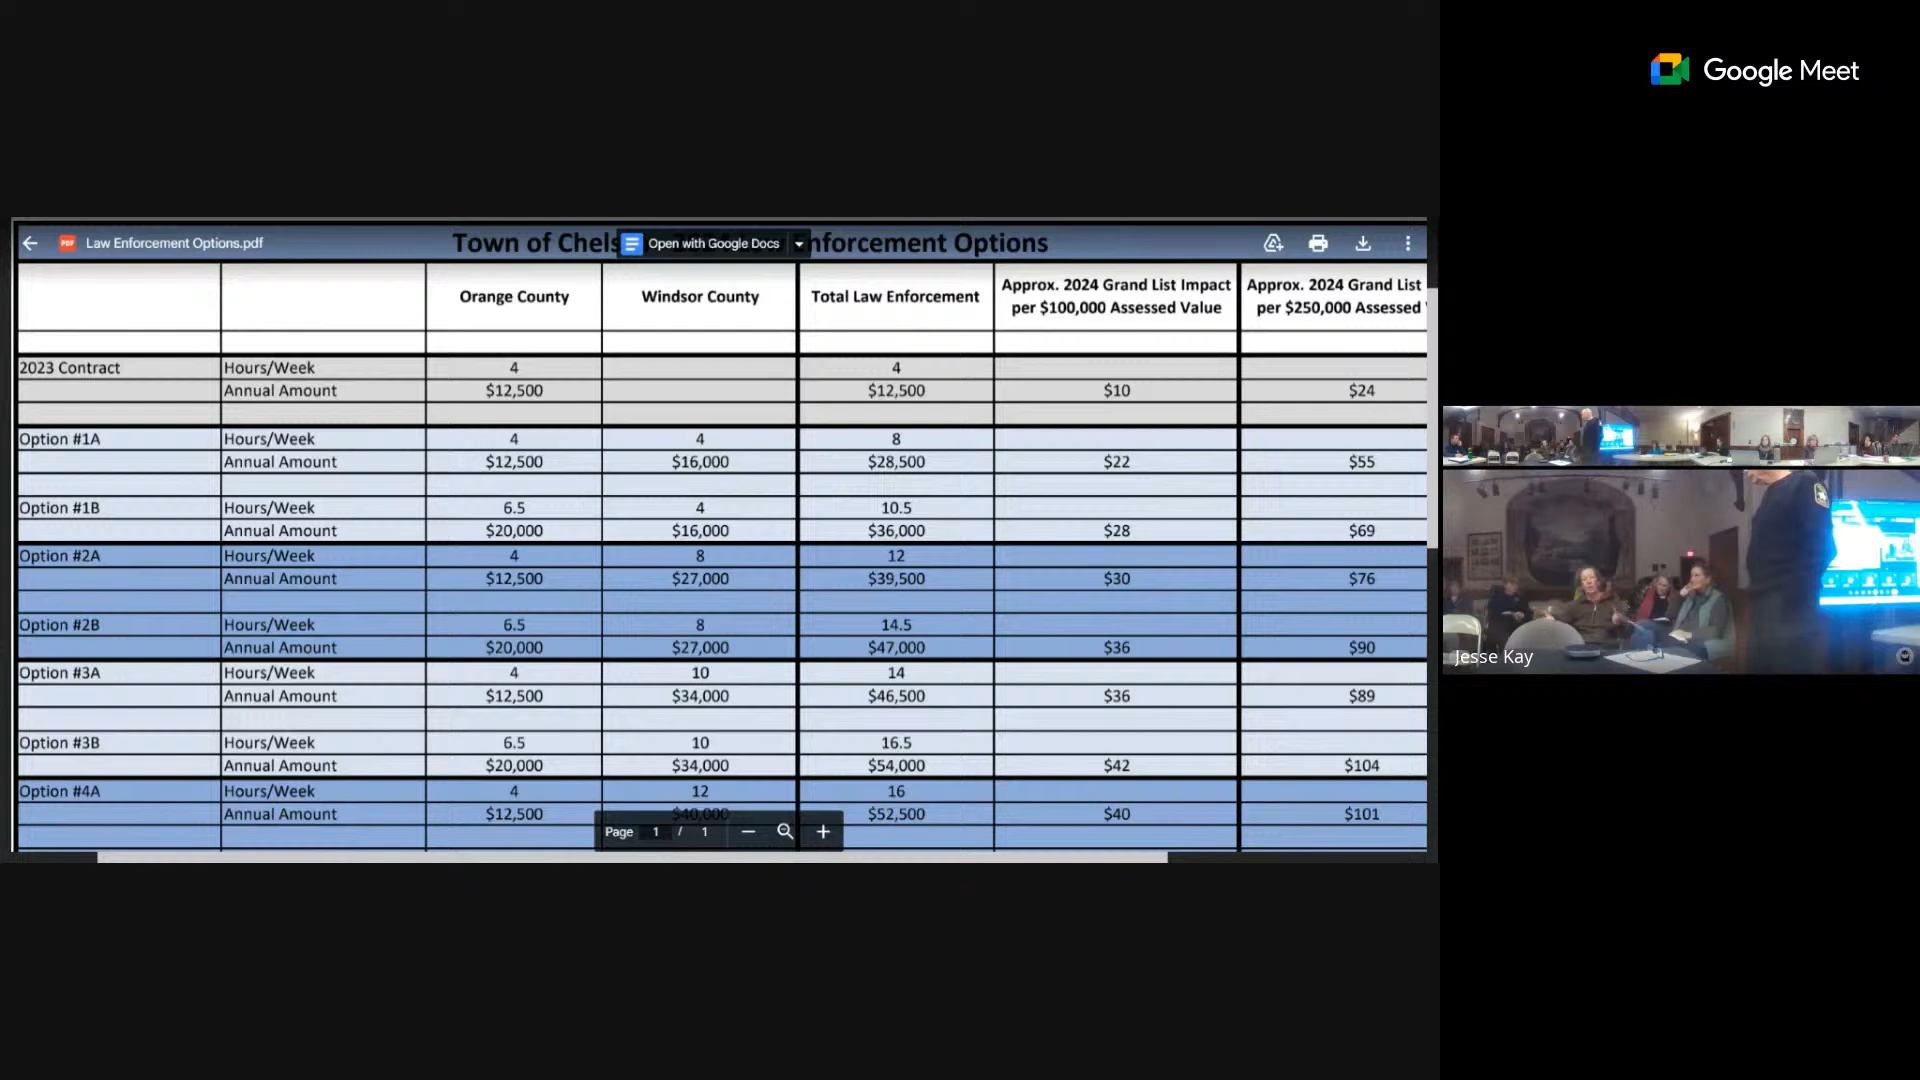 Google Meet
Law Enforcement Options.pdf
Town of Chels
Open with Google Docs
nforcement Options
Orange County Windsor County Total Law Enforcement Approx. 2024 Grand List Impact per $100,000 Assessed Value Approx. 2024 Grand List per $250,000 Assessed
2023 Contract Hours/Week 4 4
Annual Amount $12,500 $12,500 $10 $24
Option #1A Hours/Week 4 4 8
Annual Amount $12,500 $16,000 $28,500 $22 $55
Option #1B Hours/Week 6.5 4 10.5
Annual Amount $20,000 $16,000 $36,000 $28 $69
Option #2A Hours/Week 4 8 12
Annual Amount $12,500 $27,000 $39,500 $30 $76
Option #2B Hours/Week 6.5 8 14.5
Annual Amount $20,000 $27,000 $47,000 $36 $90
Option #3A Hours/Week 4 10 14
Annual Amount $12,500 $34,000 $46,500 $36 $89
Option #3B Hours/Week 6.5 10 16.5
Annual Amount $20,000 $34,000 $54,000 $42 $104
Option #4A Hours/Week 4 12 16
Annual Amount $12,500 $40,000 $52,500 $40 $101
Page 1 / 1
Jesse Kay